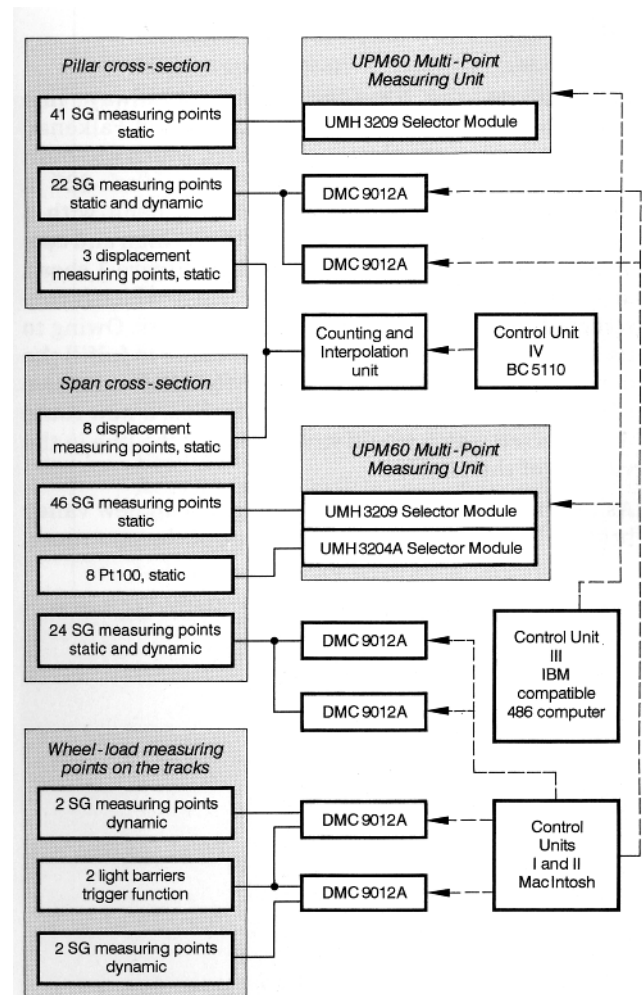 Pillar cross-section
41 SG measuring points
static
22 SG measuring points
static and dynamic
3 displacement
measuring points, static
UPM60 Multi-Point
Measuring Unit
UMH 3209 Selector Module
DMC 9012A
DMC 9012A
Owing to
Counting and
Interpolation
unit
Control Unit
IV
BC 5110
Span cross-section
8 displacement
measuring points, static
46 SG measuring points
static
8 Pt100, static
24 SG measuring points
static and dynamic
UPM60 Multi-Point
Measuring Unit
UMH 3209 Selector Module
UMH 3204A Selector Module
DMC 9012A
DMC 9012A
Control Unit
III
IBM
compatible
486 computer
Wheel-load measuring
points on the tracks
2 SG measuring points
dynamic
2 light barriers
trigger function
2 SG measuring points
dynamic
DMC 9012A
DMC 9012A
Control
Units
I and II
MacIntosh